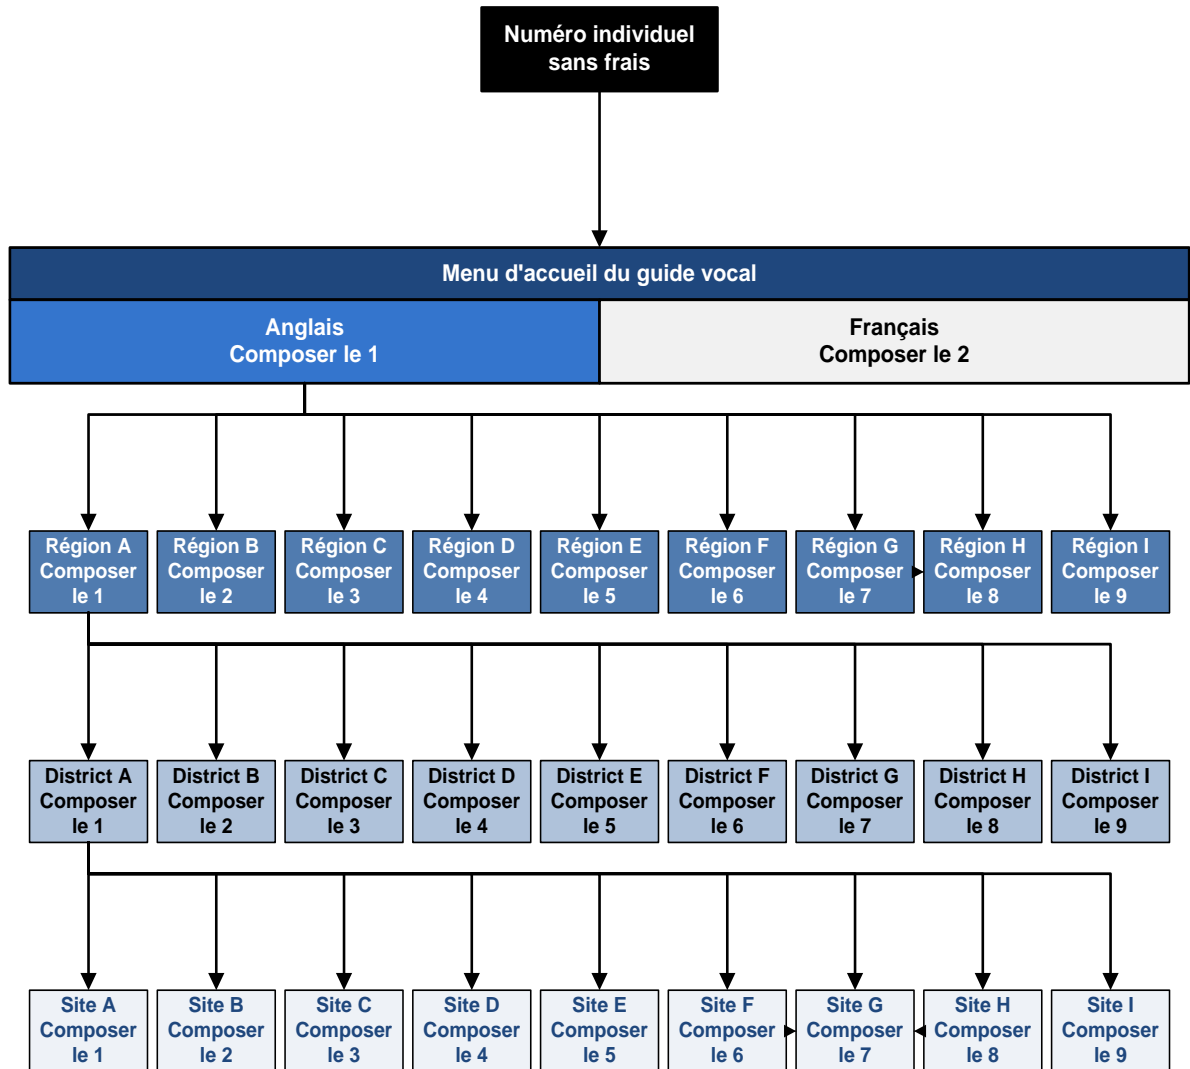 Numéro individuel
sans frais
Menu d'accueil du guide vocal
Anglais
Composer le 1
Français
Composer le 2
Région A
Composer
le 1
Région B
Composer
le 2
Région C
Composer
le 3
Région D
Composer
le 4
Région E
Composer
le 5
Région F
Composer
le 6
Région G
Composer
le 7
Région H
Composer
le 8
Région I
Composer
le 9
District A
Composer
le 1
District B
Composer
le 2
District C
Composer
le 3
District D
Composer
le 4
District E
Composer
le 5
District F
Composer
le 6
District G
Composer
le 7
District H
Composer
le 8
District I
Composer
le 9
Site A
Composer
le 1
Site B
Composer
le 2
Site C
Composer
le 3
Site D
Composer
le 4
Site E
Composer
le 5
Site F
Composer
le 6
Site G
Composer
le 7
Site H
Composer
le 8
Site I
Composer
le 9